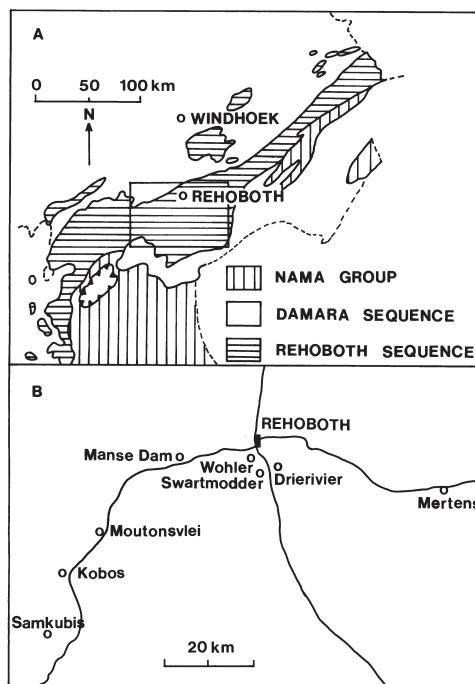 A
0 50 100 km
N
WINDHOEK
REHOBOTH
NAMA GROUP
DAMARA SEQUENCE
REHOBOTH SEQUENCE
B
REHOBOTH
Manse Dam
Wohler
Swartmodder
Drierivier
Mertens
Moutonsvlei
Kobos
Samkubis
20 km